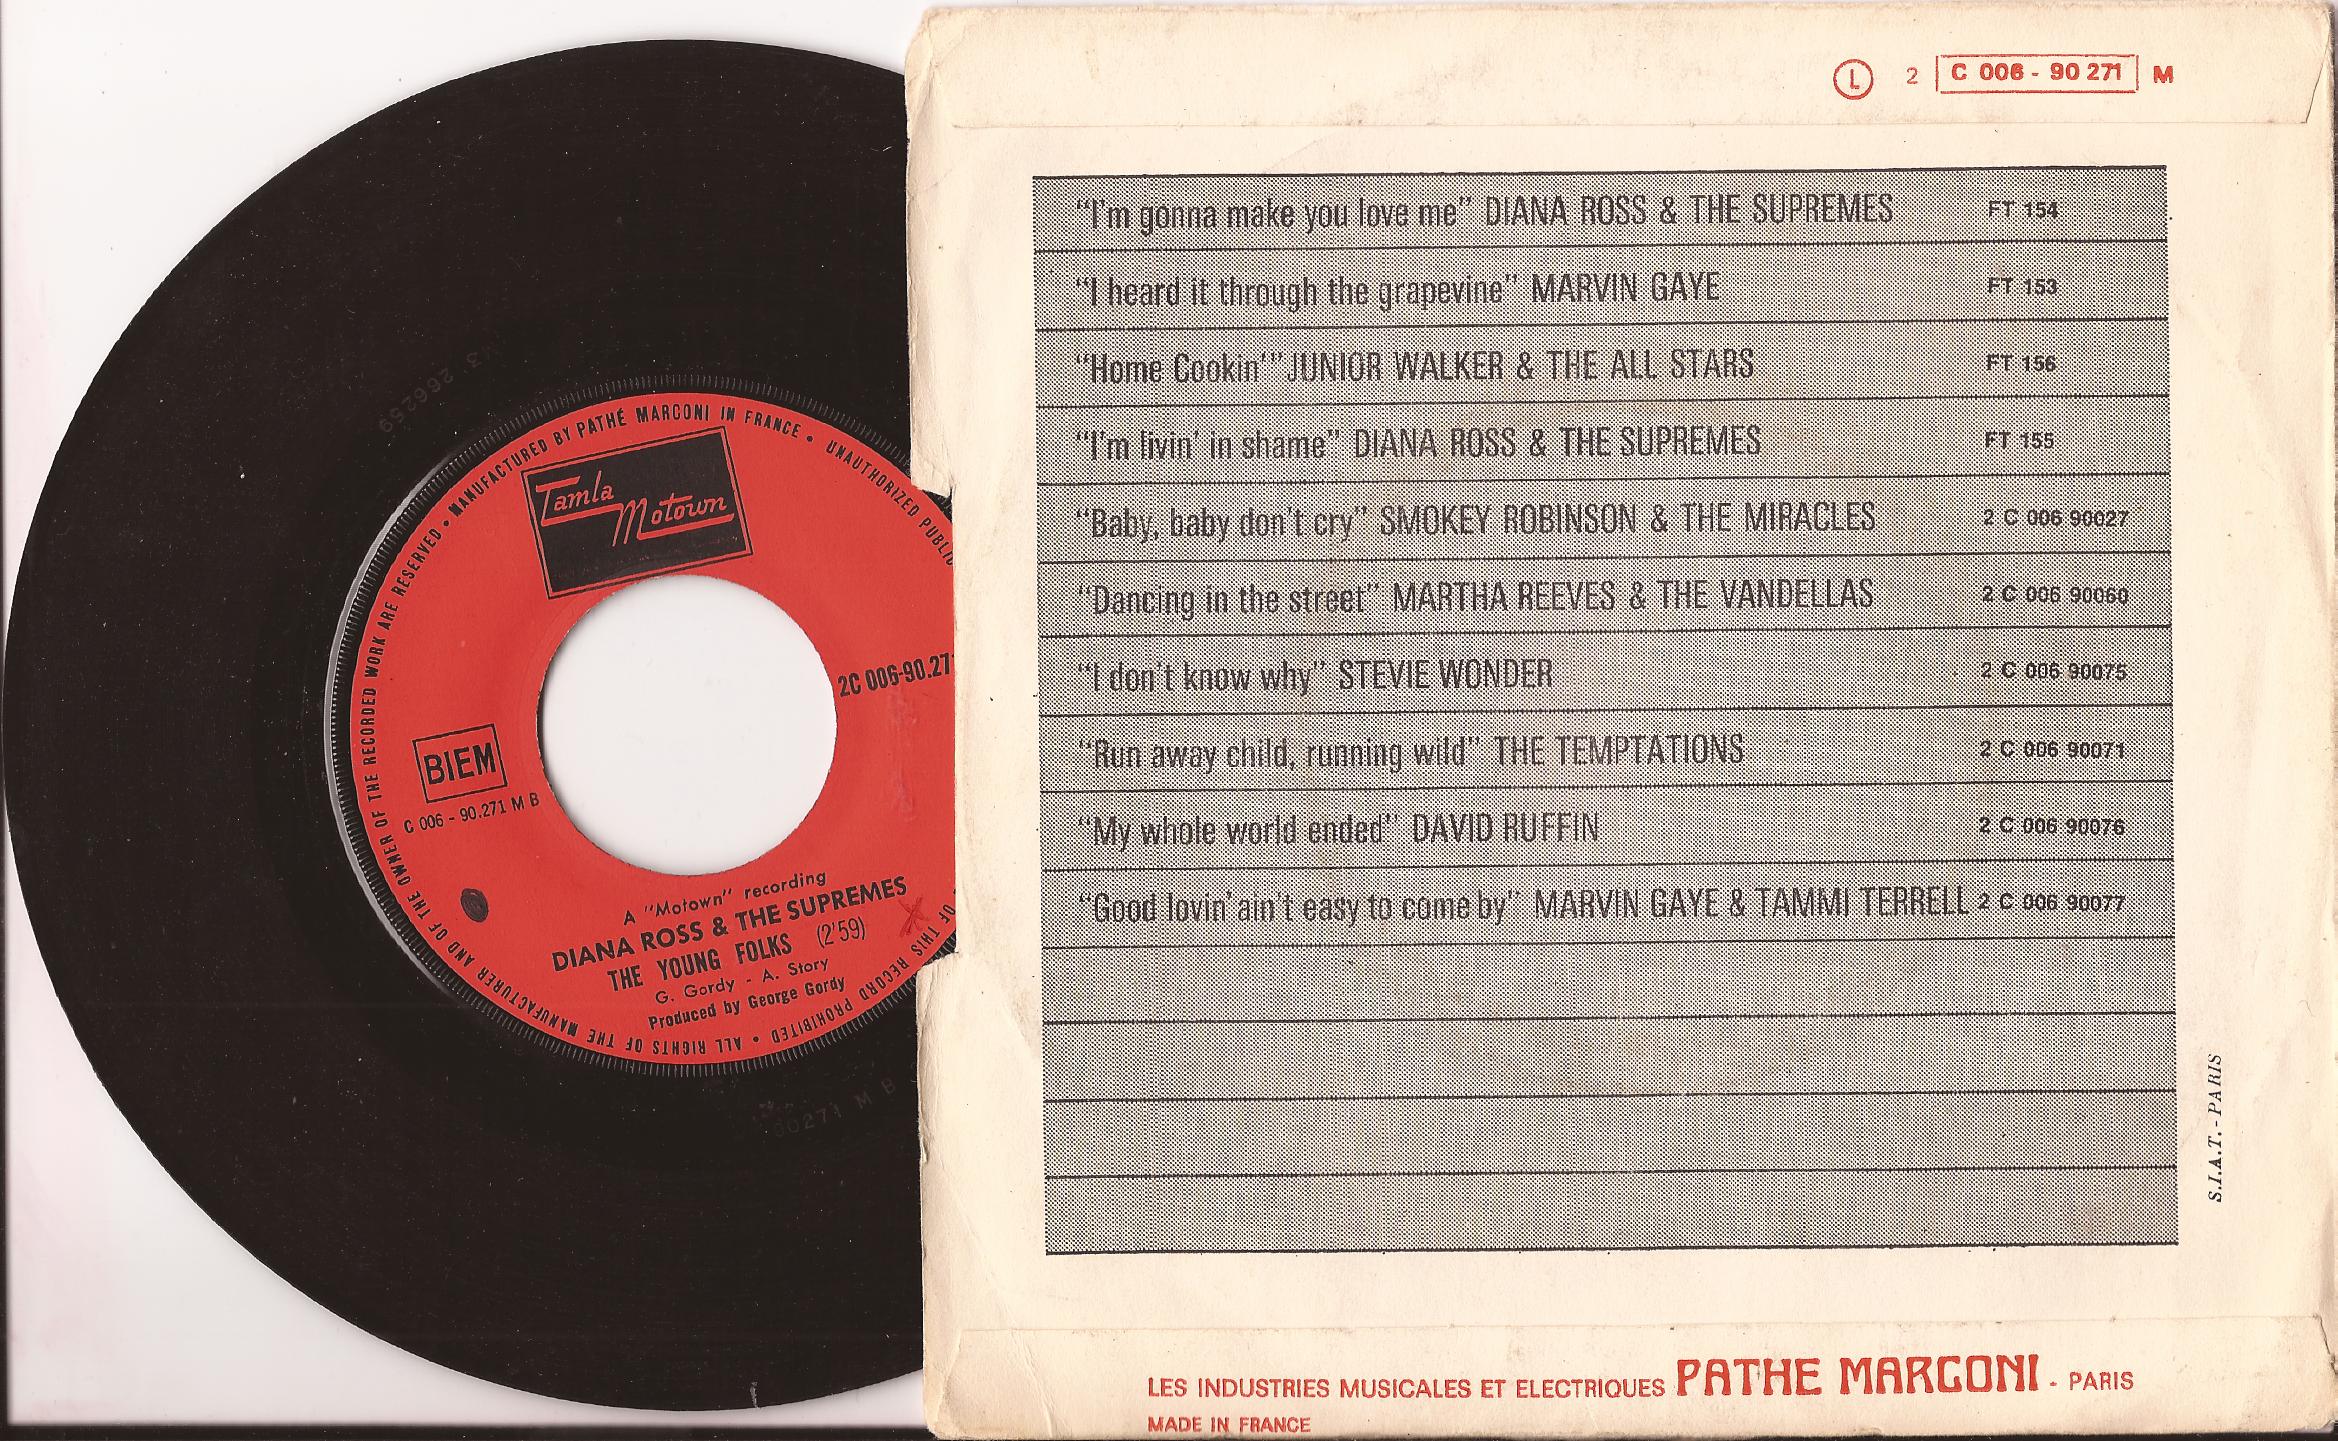 MANUFACTURED BY PATHÉ MARCONI IN FRANCE • UNAUTHORIZED
OF THIS RECORD PROHIBITED • ALL RIGHTS OF THE MANUFACTURER AND OF THE OWNER OF THE RECORDED WORK ARE RESERVED •
Tamla
Motown
2C 006-90.27
BIEM
C 006 - 90.271 M B
A "Motown" recording
DIANA ROSS & THE SUPREMES
THE YOUNG FOLKS (2'59)
G. Gordy - A. Story
Produced by George Gordy
M3 266259
90271 M B
L 2 C 006 - 90 271 M
"I'm gonna make you love me" DIANA ROSS & THE SUPREMES FT 154
"I heard it through the grapevine" MARVIN GAYE FT 153
"Home Cookin'" JUNIOR WALKER & THE ALL STARS FT 156
"I'm livin' in shame" DIANA ROSS & THE SUPREMES FT 155
"Baby, baby don't cry" SMOKEY ROBINSON & THE MIRACLES 2 C 006 90027
"Dancing in the street" MARTHA REEVES & THE VANDELLAS 2 C 006 90060
"I don't know why" STEVIE WONDER 2 C 006 90075
"Run away child, running wild" THE TEMPTATIONS 2 C 006 90071
"My whole world ended" DAVID RUFFIN 2 C 006 90076
"Good lovin' ain't easy to come by" MARVIN GAYE & TAMMI TERRELL 2 C 006 90077
S.I.A.T. - PARIS
LES INDUSTRIES MUSICALES ET ELECTRIQUES PATHE MARCONI - PARIS
MADE IN FRANCE